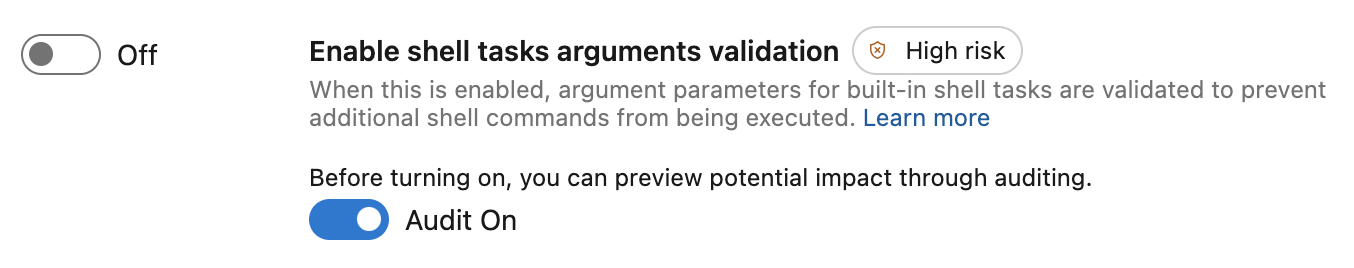 Off
Enable shell tasks arguments validation High risk
When this is enabled, argument parameters for built-in shell tasks are validated to prevent
additional shell commands from being executed. Learn more
Before turning on, you can preview potential impact through auditing.
Audit On